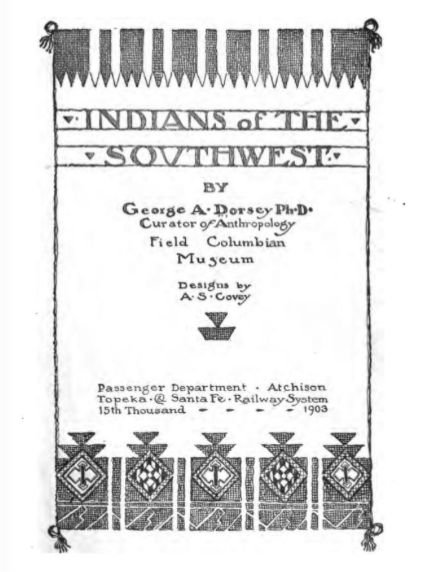 INDIANS of THE
SOVTHWEST
BY
George A. Dorsey Ph.D.
Curator of Anthropology
Field Columbian
Museum
Designs by
A. S. Covey
Passenger Department . Atchison
Topeka . @ Santa Fe . Railway System
15th Thousand - - - - 1903